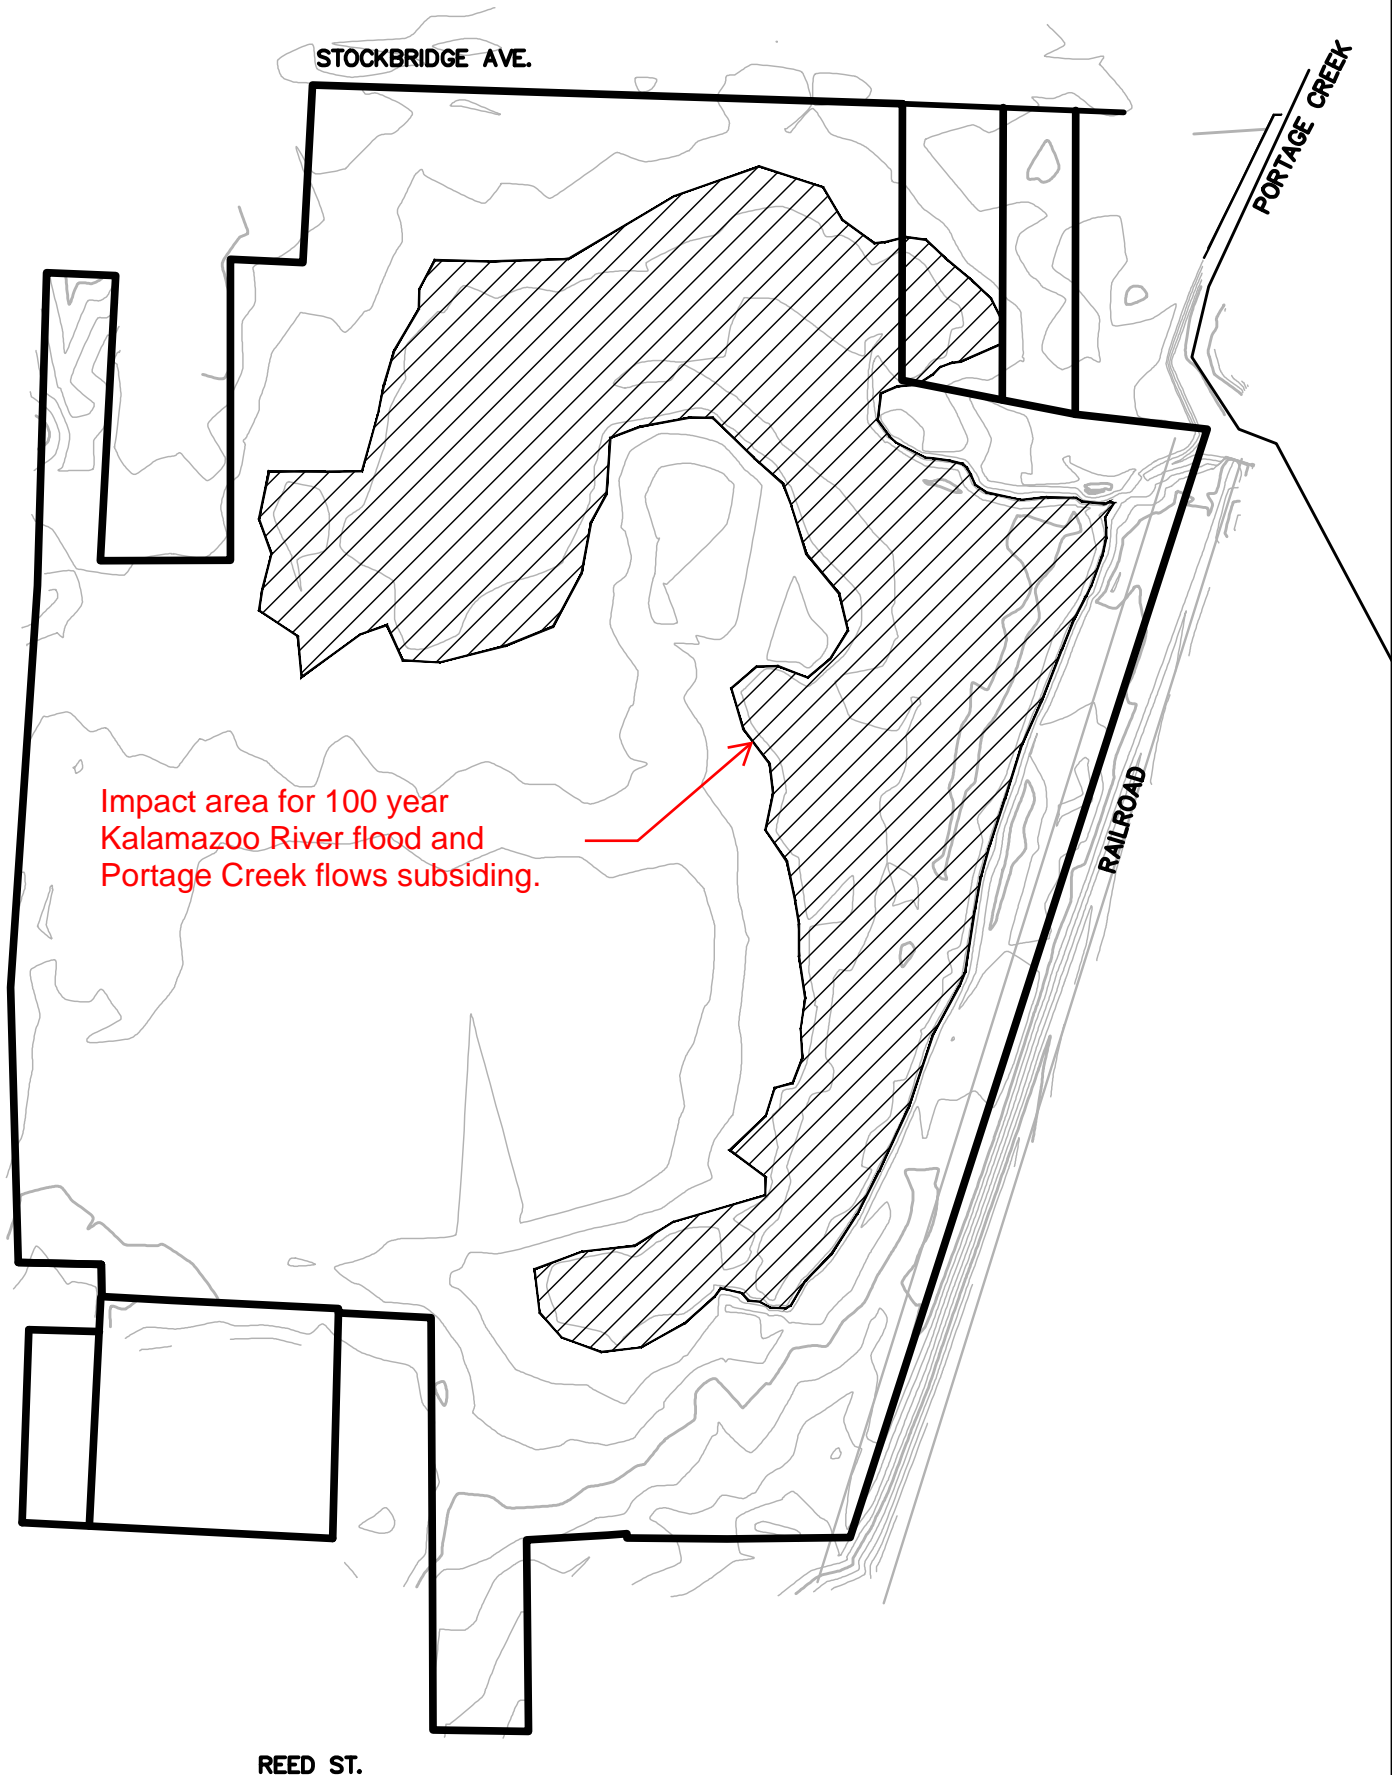 STOCKBRIDGE AVE.
PORTAGE CREEK
Impact area for 100 year
Kalamazoo River flood and
Portage Creek flows subsiding.
RAILROAD
REED ST.